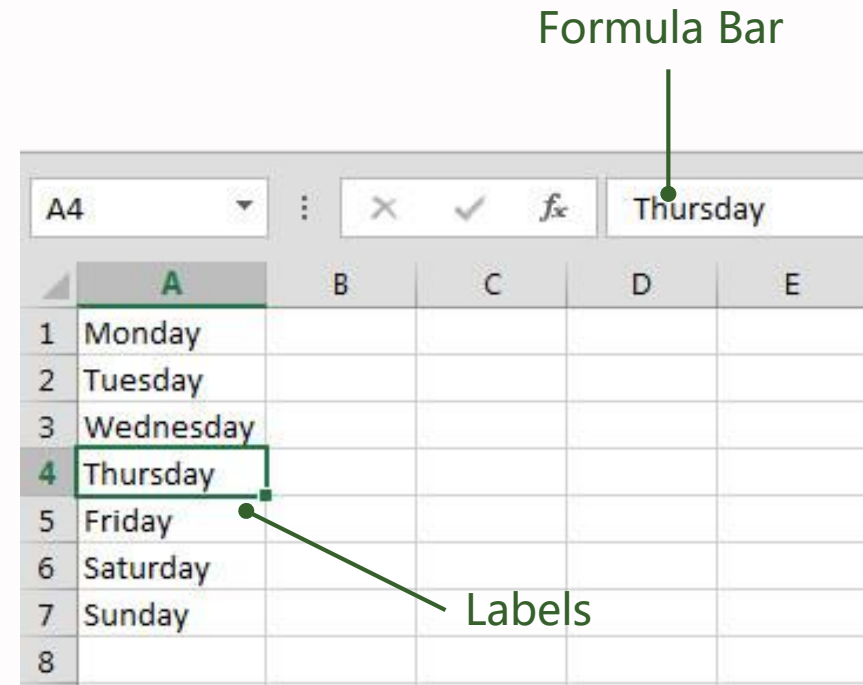 Formula Bar
A4 fx Thursday
A B C D E
1 Monday
2 Tuesday
3 Wednesday
4 Thursday
5 Friday
6 Saturday
7 Sunday Labels
8